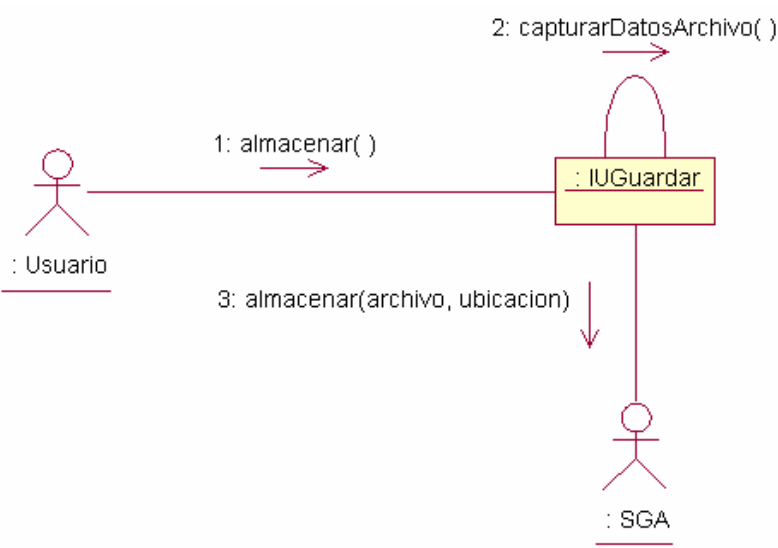 2: capturarDatosArchivo( )
1: almacenar( )
: IUGuardar
: Usuario
3: almacenar(archivo, ubicacion)
: SGA